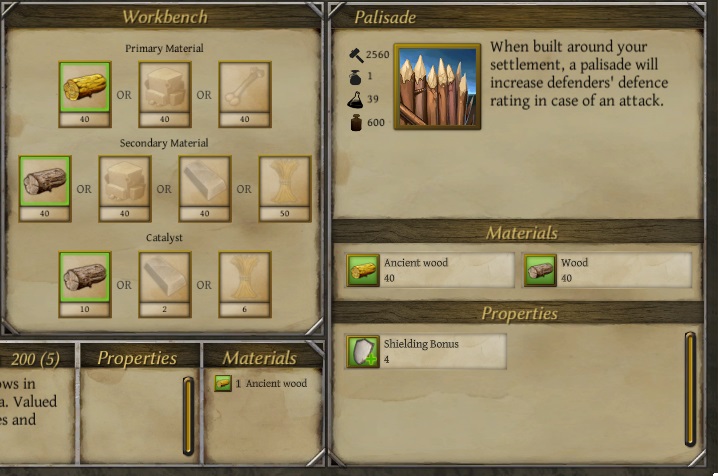 Workbench
Primary Material
OR OR
40 40 40
Secondary Material
OR OR OR
40 40 40 50
Catalyst
OR OR
10 2 6
200 (5)
ows in
a. Valued
es and
Properties
Materials
1 Ancient wood
Palisade
2560
1
39
600
When built around your
settlement, a palisade will
increase defenders' defence
rating in case of an attack.
Materials
Ancient wood
40
Wood
40
Properties
Shielding Bonus
4